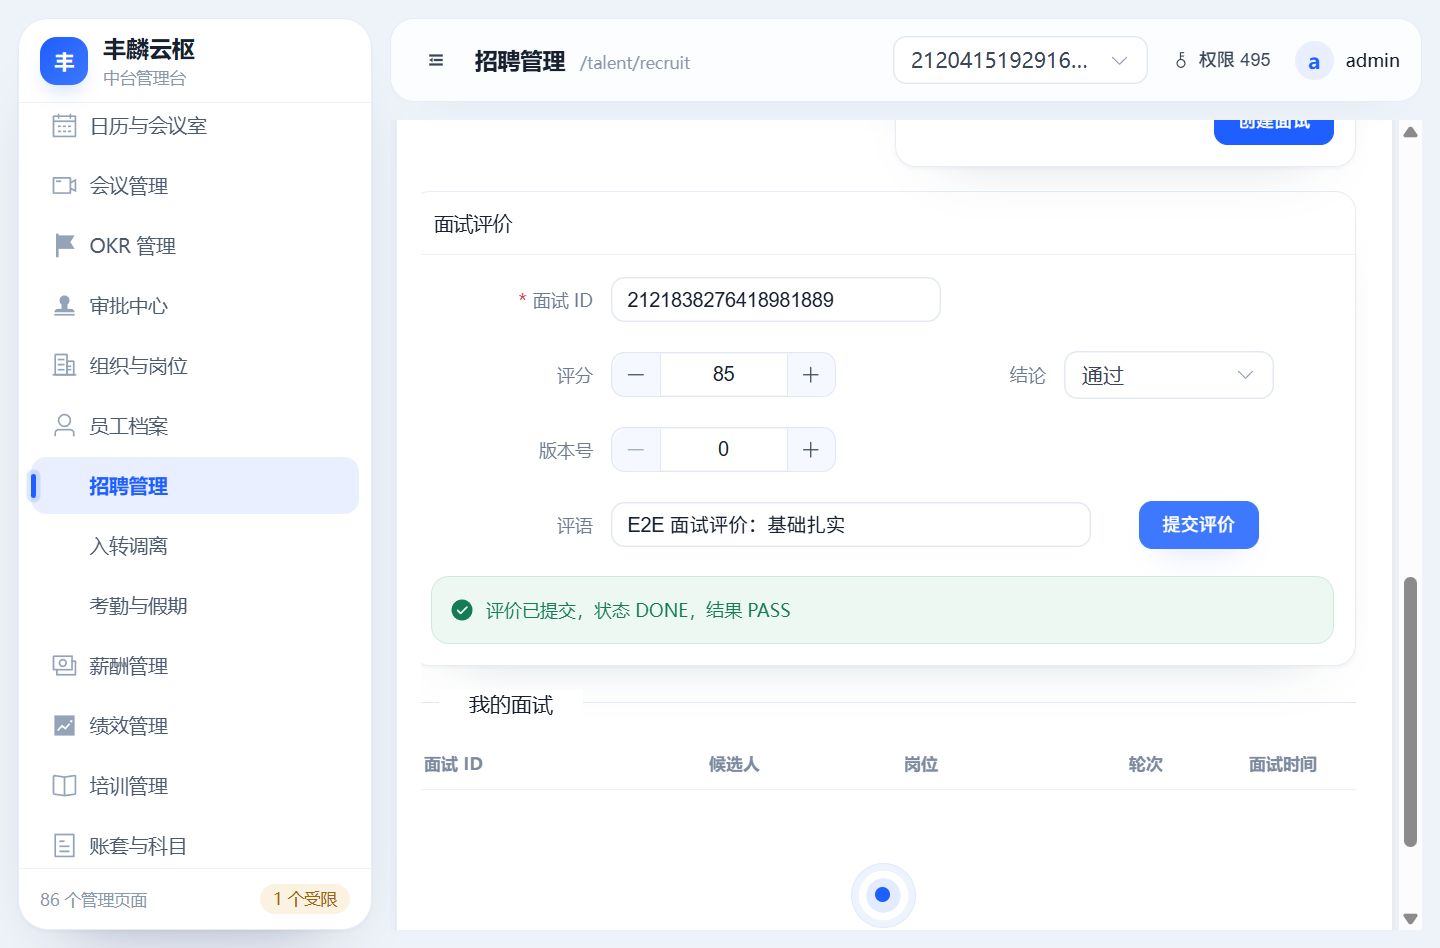 丰
丰麟云枢
中台管理台
日历与会议室
会议管理
OKR 管理
审批中心
组织与岗位
员工档案
招聘管理
入转调离
考勤与假期
薪酬管理
绩效管理
培训管理
账套与科目
86 个管理页面
1 个受限
招聘管理 /talent/recruit
2120415192916...
权限 495
a
admin
创建面试
面试评价
* 面试 ID
2121838276418981889
评分
85
结论
通过
版本号
0
评语
E2E 面试评价：基础扎实
提交评价
评价已提交，状态 DONE，结果 PASS
我的面试
面试 ID 候选人 岗位 轮次 面试时间